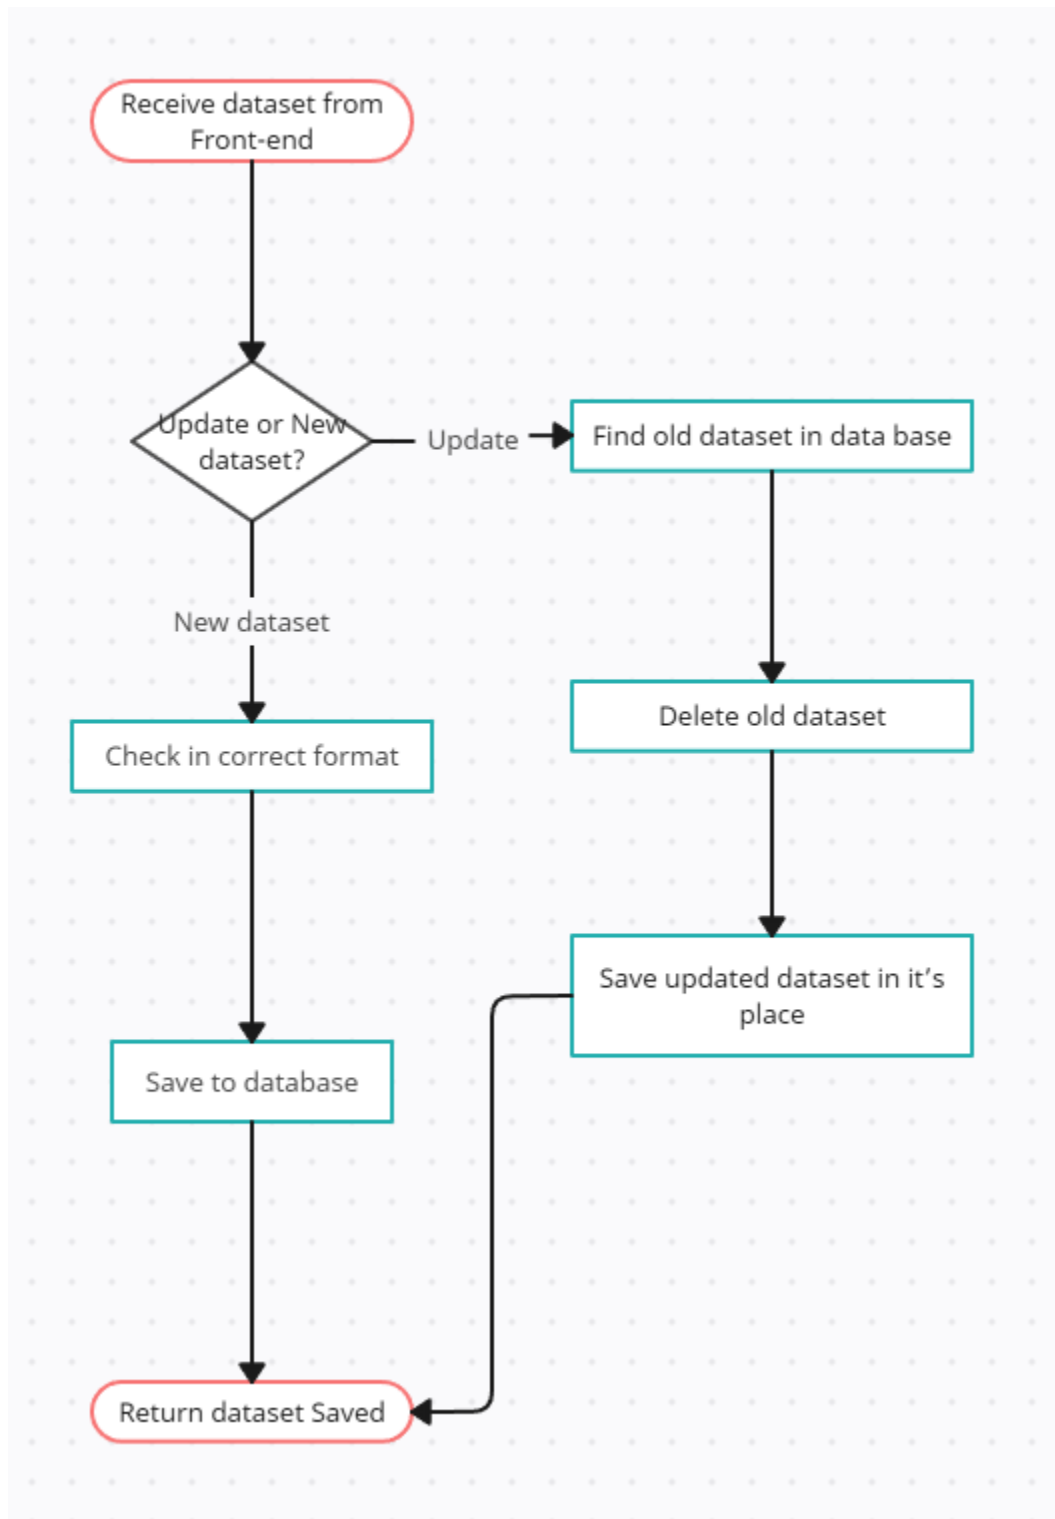 Receive dataset from
Front-end
Update or New
dataset?
Update
Find old dataset in data base
New dataset
Delete old dataset
Check in correct format
Save updated dataset in it’s
place
Save to database
Return dataset Saved